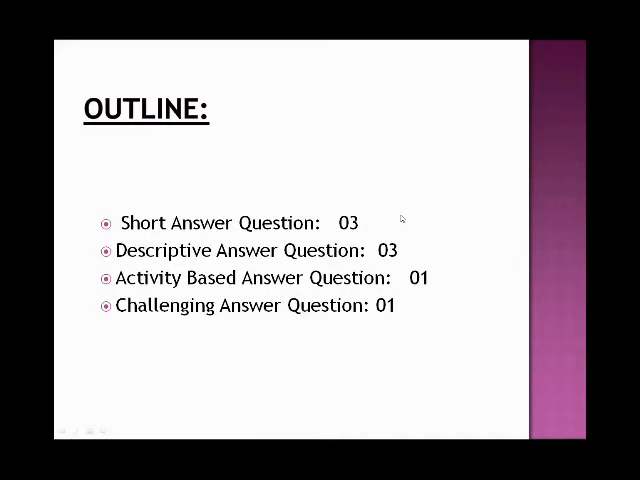 OUTLINE:
Short Answer Question: 03
Descriptive Answer Question: 03
Activity Based Answer Question: 01
Challenging Answer Question: 01